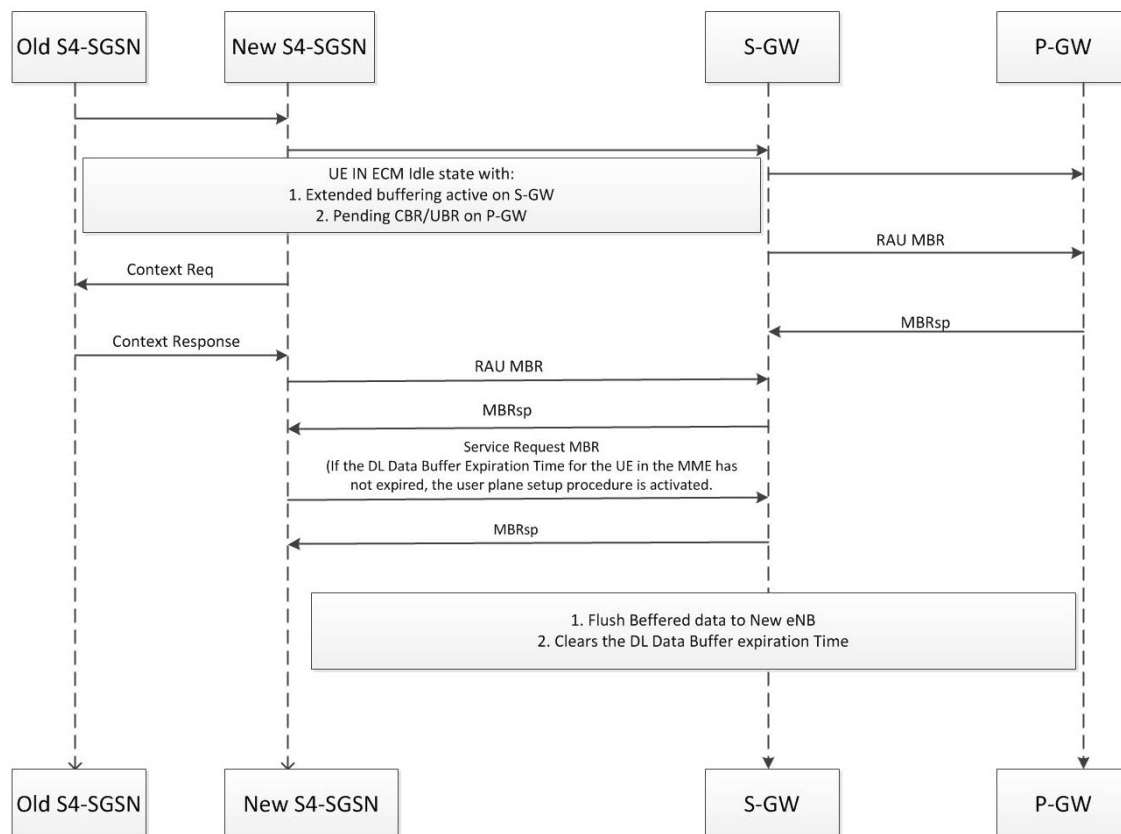 Old S4-SGSN
New S4-SGSN
S-GW
P-GW
UE IN ECM Idle state with:
1. Extended buffering active on S-GW
2. Pending CBR/UBR on P-GW
RAU MBR
Context Req
MBRsp
Context Response
RAU MBR
MBRsp
Service Request MBR
(If the DL Data Buffer Expiration Time for the UE in the MME has
not expired, the user plane setup procedure is activated.
MBRsp
1. Flush Beffered data to New eNB
2. Clears the DL Data Buffer expiration Time
Old S4-SGSN
New S4-SGSN
S-GW
P-GW